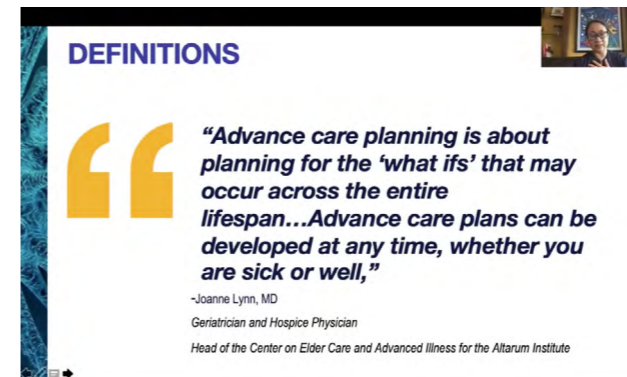 DEFINITIONS
“Advance care planning is about
planning for the ‘what ifs’ that may
occur across the entire
lifespan…Advance care plans can be
developed at any time, whether you
are sick or well,”
-Joanne Lynn, MD
Geriatrician and Hospice Physician
Head of the Center on Elder Care and Advanced Illness for the Altarum Institute